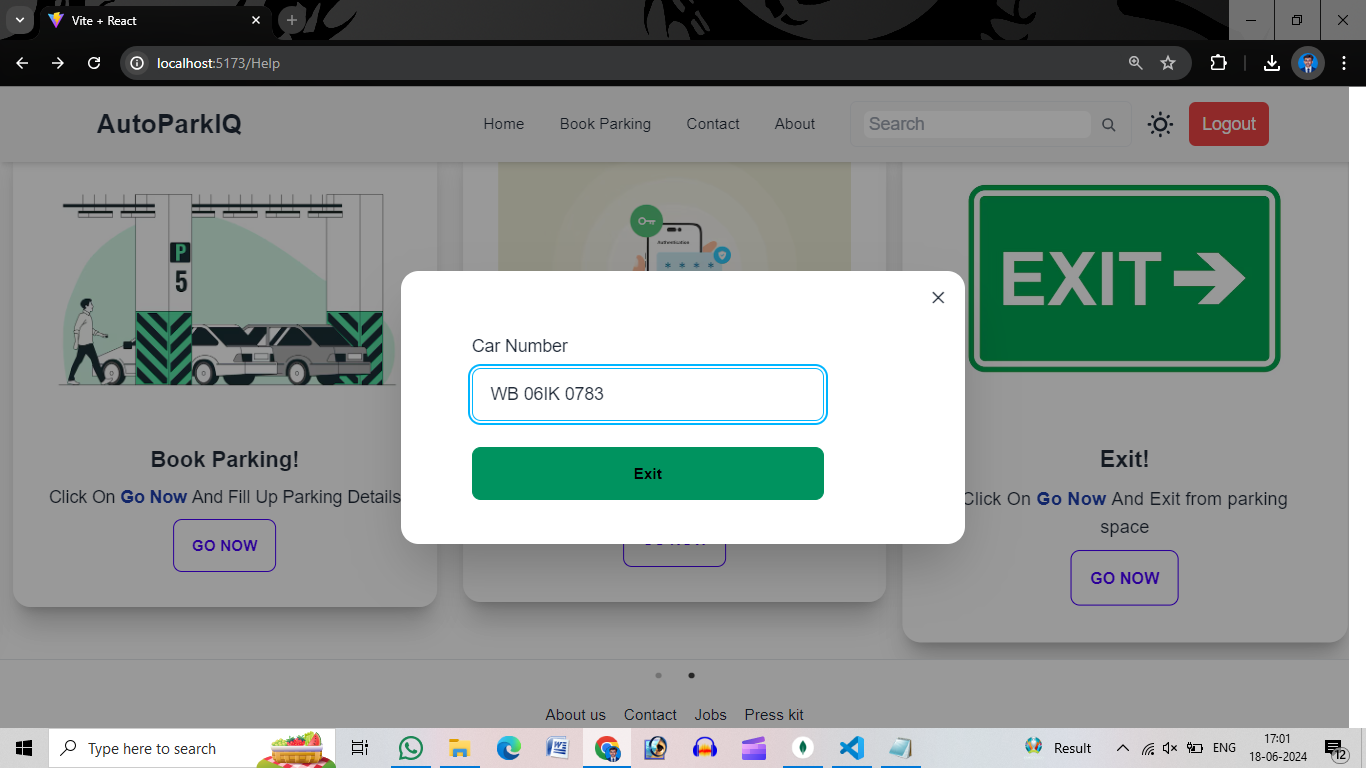 Vite + React
localhost:5173/Help
AutoParkIQ
Home Book Parking Contact About Search Logout
P
5
Authentication
* * * *
EXIT
Car Number
WB 06IK 0783
Exit
Book Parking!
Click On Go Now And Fill Up Parking Details
GO NOW
Exit!
Click On Go Now And Exit from parking
space
GO NOW
About us Contact Jobs Press kit
Type here to search
Result
ENG
17:01
18-06-2024
12